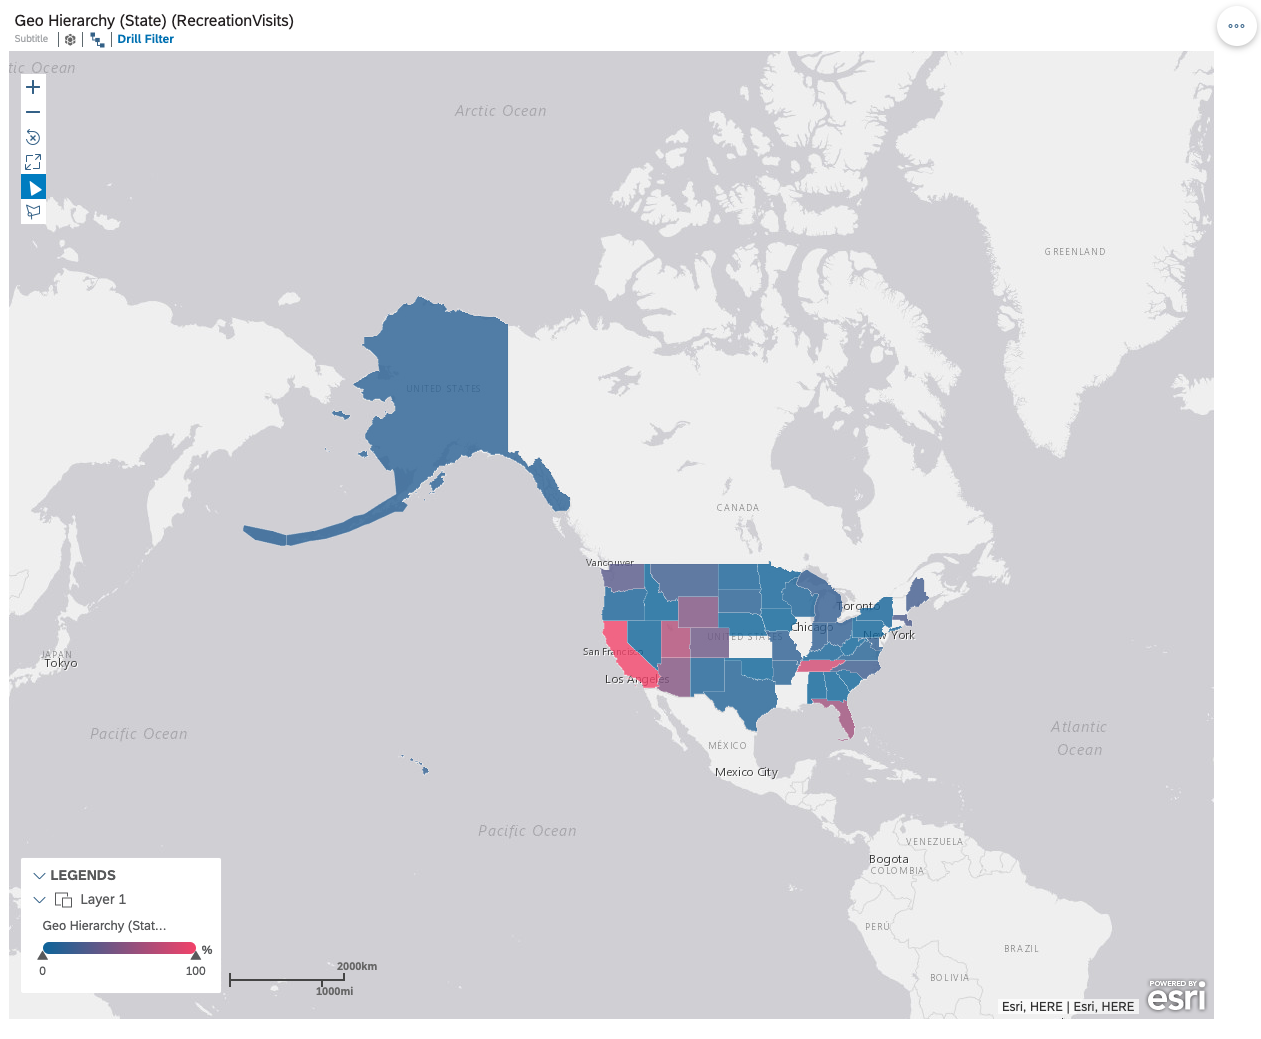 Geo Hierarchy (State) (RecreationVisits)
Subtitle
Drill Filter
tic Ocean
Arctic Ocean
GREENLAND
UNITED STATES
CANADA
Vancouver
Toronto
Chicago
New York
UNITED STATES
San Francisco
JAPAN
Tokyo
Los Angeles
Pacific Ocean
Atlantic
Ocean
MÉXICO
Mexico City
Pacific Ocean
VENEZUELA
Bogota
COLOMBIA
PERÚ
BRAZIL
BOLIVIA
LEGENDS
Layer 1
Geo Hierarchy (Stat...
%
0 100
2000km
1000mi
POWERED BY
esri
Esri, HERE | Esri, HERE